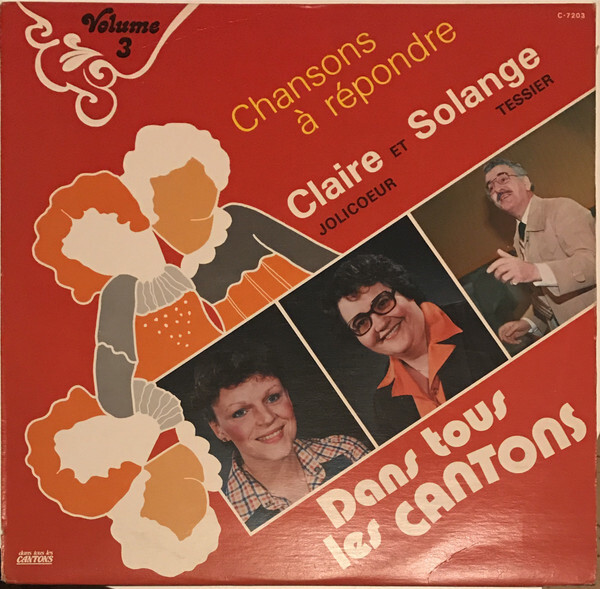 Volume
3
C-7203
Chansons
à répondre
Claire ET Solange
JOLICOEUR TESSIER
Dans tous
les CANTONS
dans tous les
CANTONS